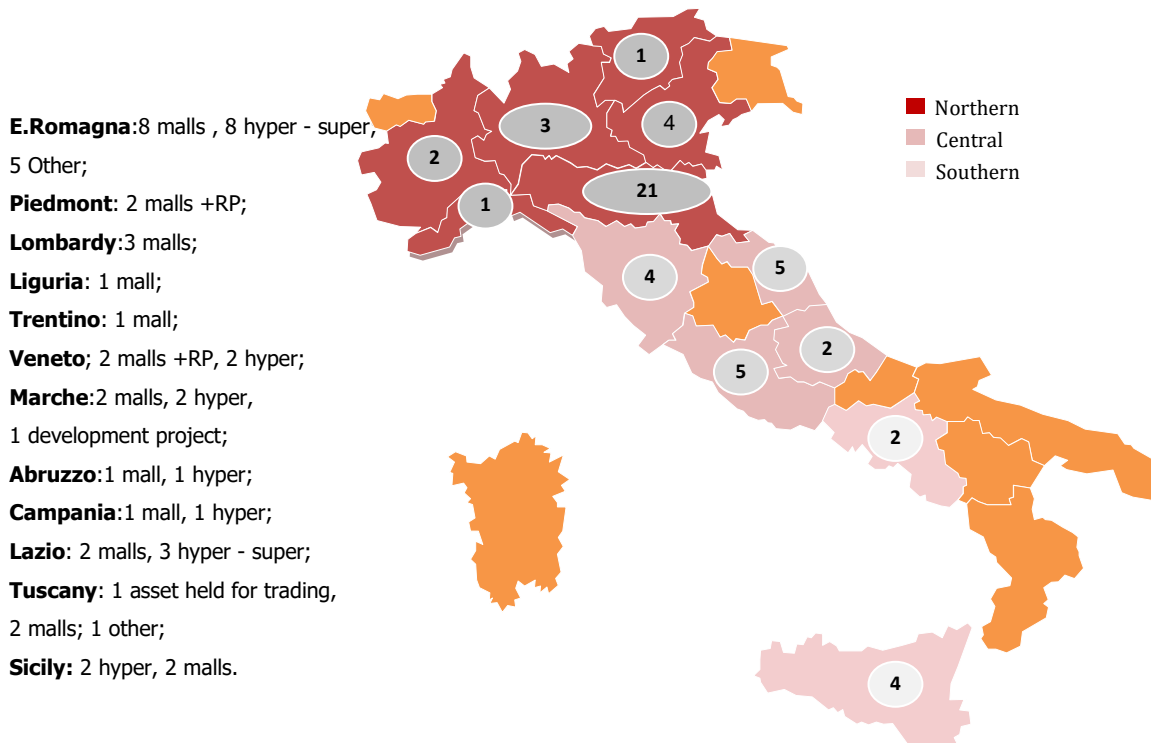 E.Romagna:8 malls , 8 hyper - super,
5 Other;
Piedmont: 2 malls +RP;
Lombardy:3 malls;
Liguria: 1 mall;
Trentino: 1 mall;
Veneto; 2 malls +RP, 2 hyper;
Marche:2 malls, 2 hyper,
1 development project;
Abruzzo:1 mall, 1 hyper;
Campania:1 mall, 1 hyper;
Lazio: 2 malls, 3 hyper - super;
Tuscany: 1 asset held for trading,
2 malls; 1 other;
Sicily: 2 hyper, 2 malls.
1
3
4
2
21
1
4
5
2
5
2
4
Northern
Central
Southern